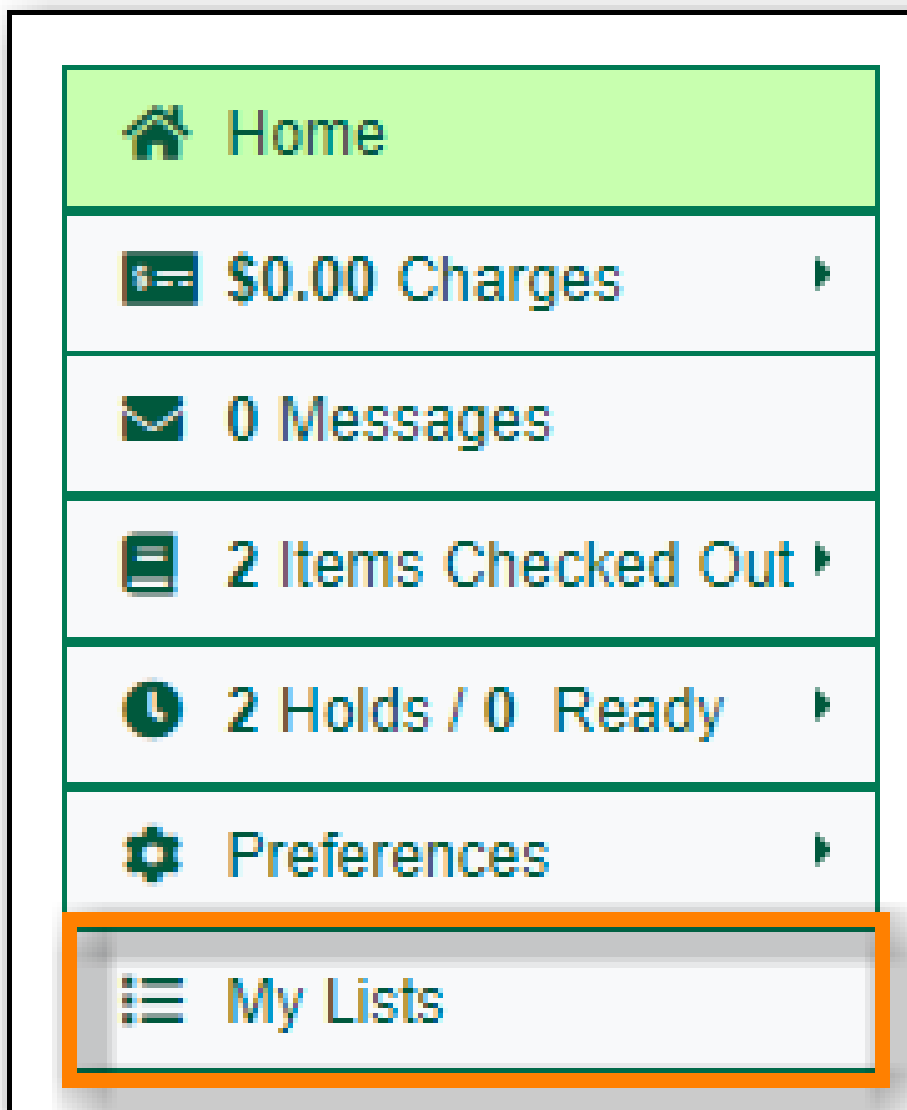 Home
$0.00 Charges
0 Messages
2 Items Checked Out
2 Holds / 0 Ready
Preferences
My Lists